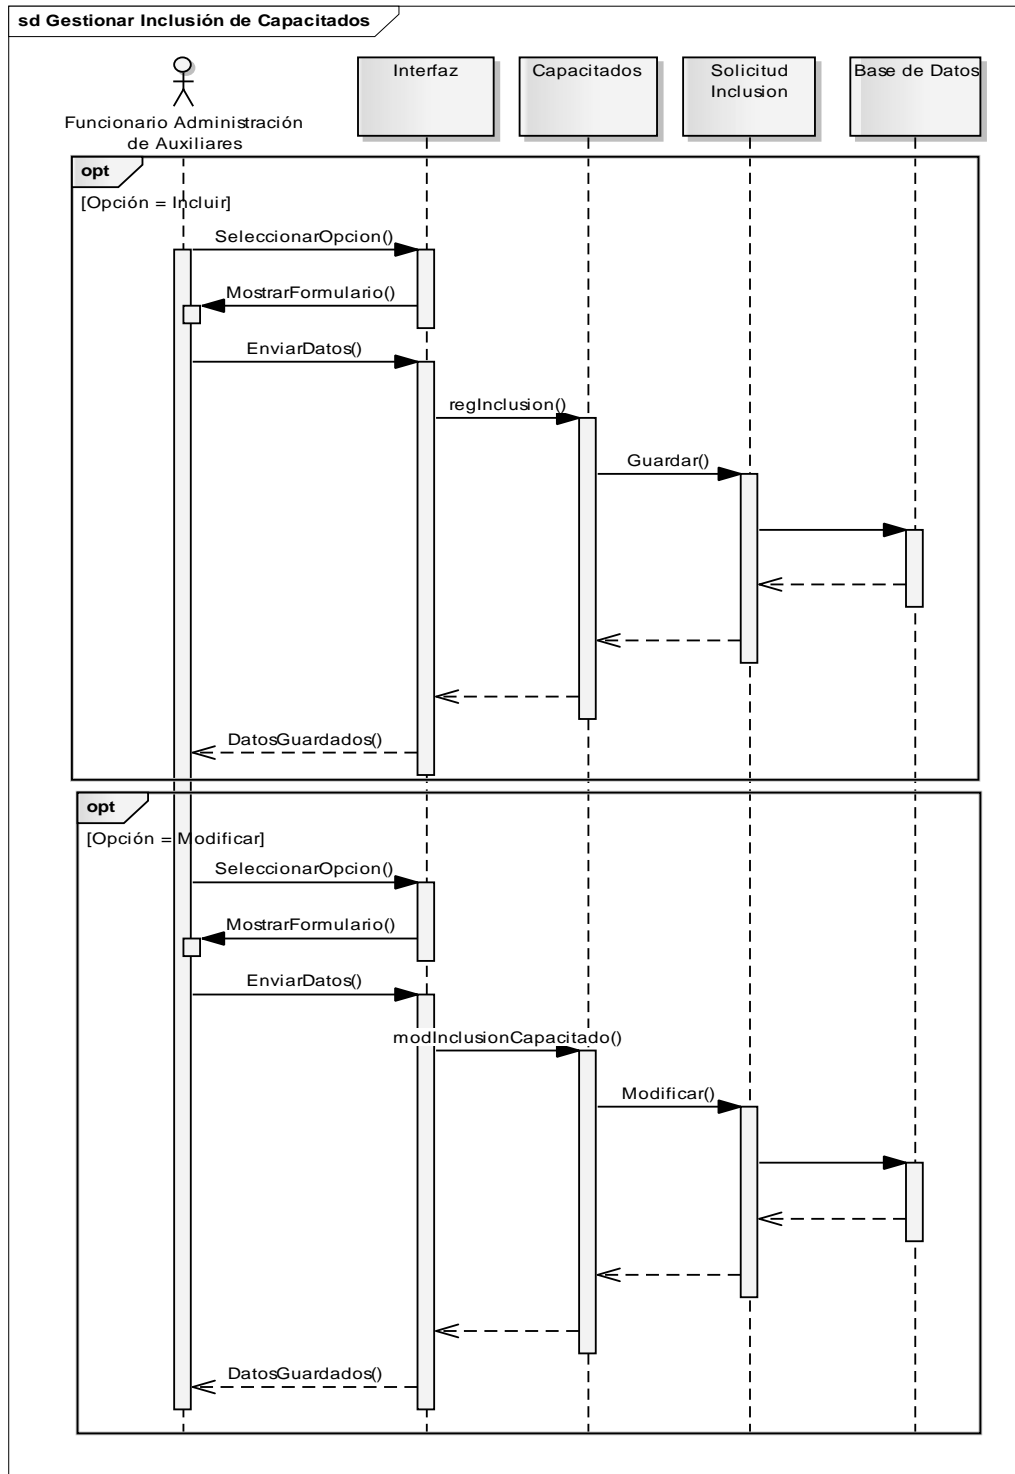 sd Gestionar Inclusión de Capacitados
Interfaz
Capacitados
Solicitud
Inclusion
Base de Datos
Funcionario Administración
de Auxiliares
opt
[Opción = Incluir]
SeleccionarOpcion()
MostrarFormulario()
EnviarDatos()
regInclusion()
Guardar()
DatosGuardados()
opt
[Opción = Modificar]
SeleccionarOpcion()
MostrarFormulario()
EnviarDatos()
modInclusionCapacitado()
Modificar()
DatosGuardados()